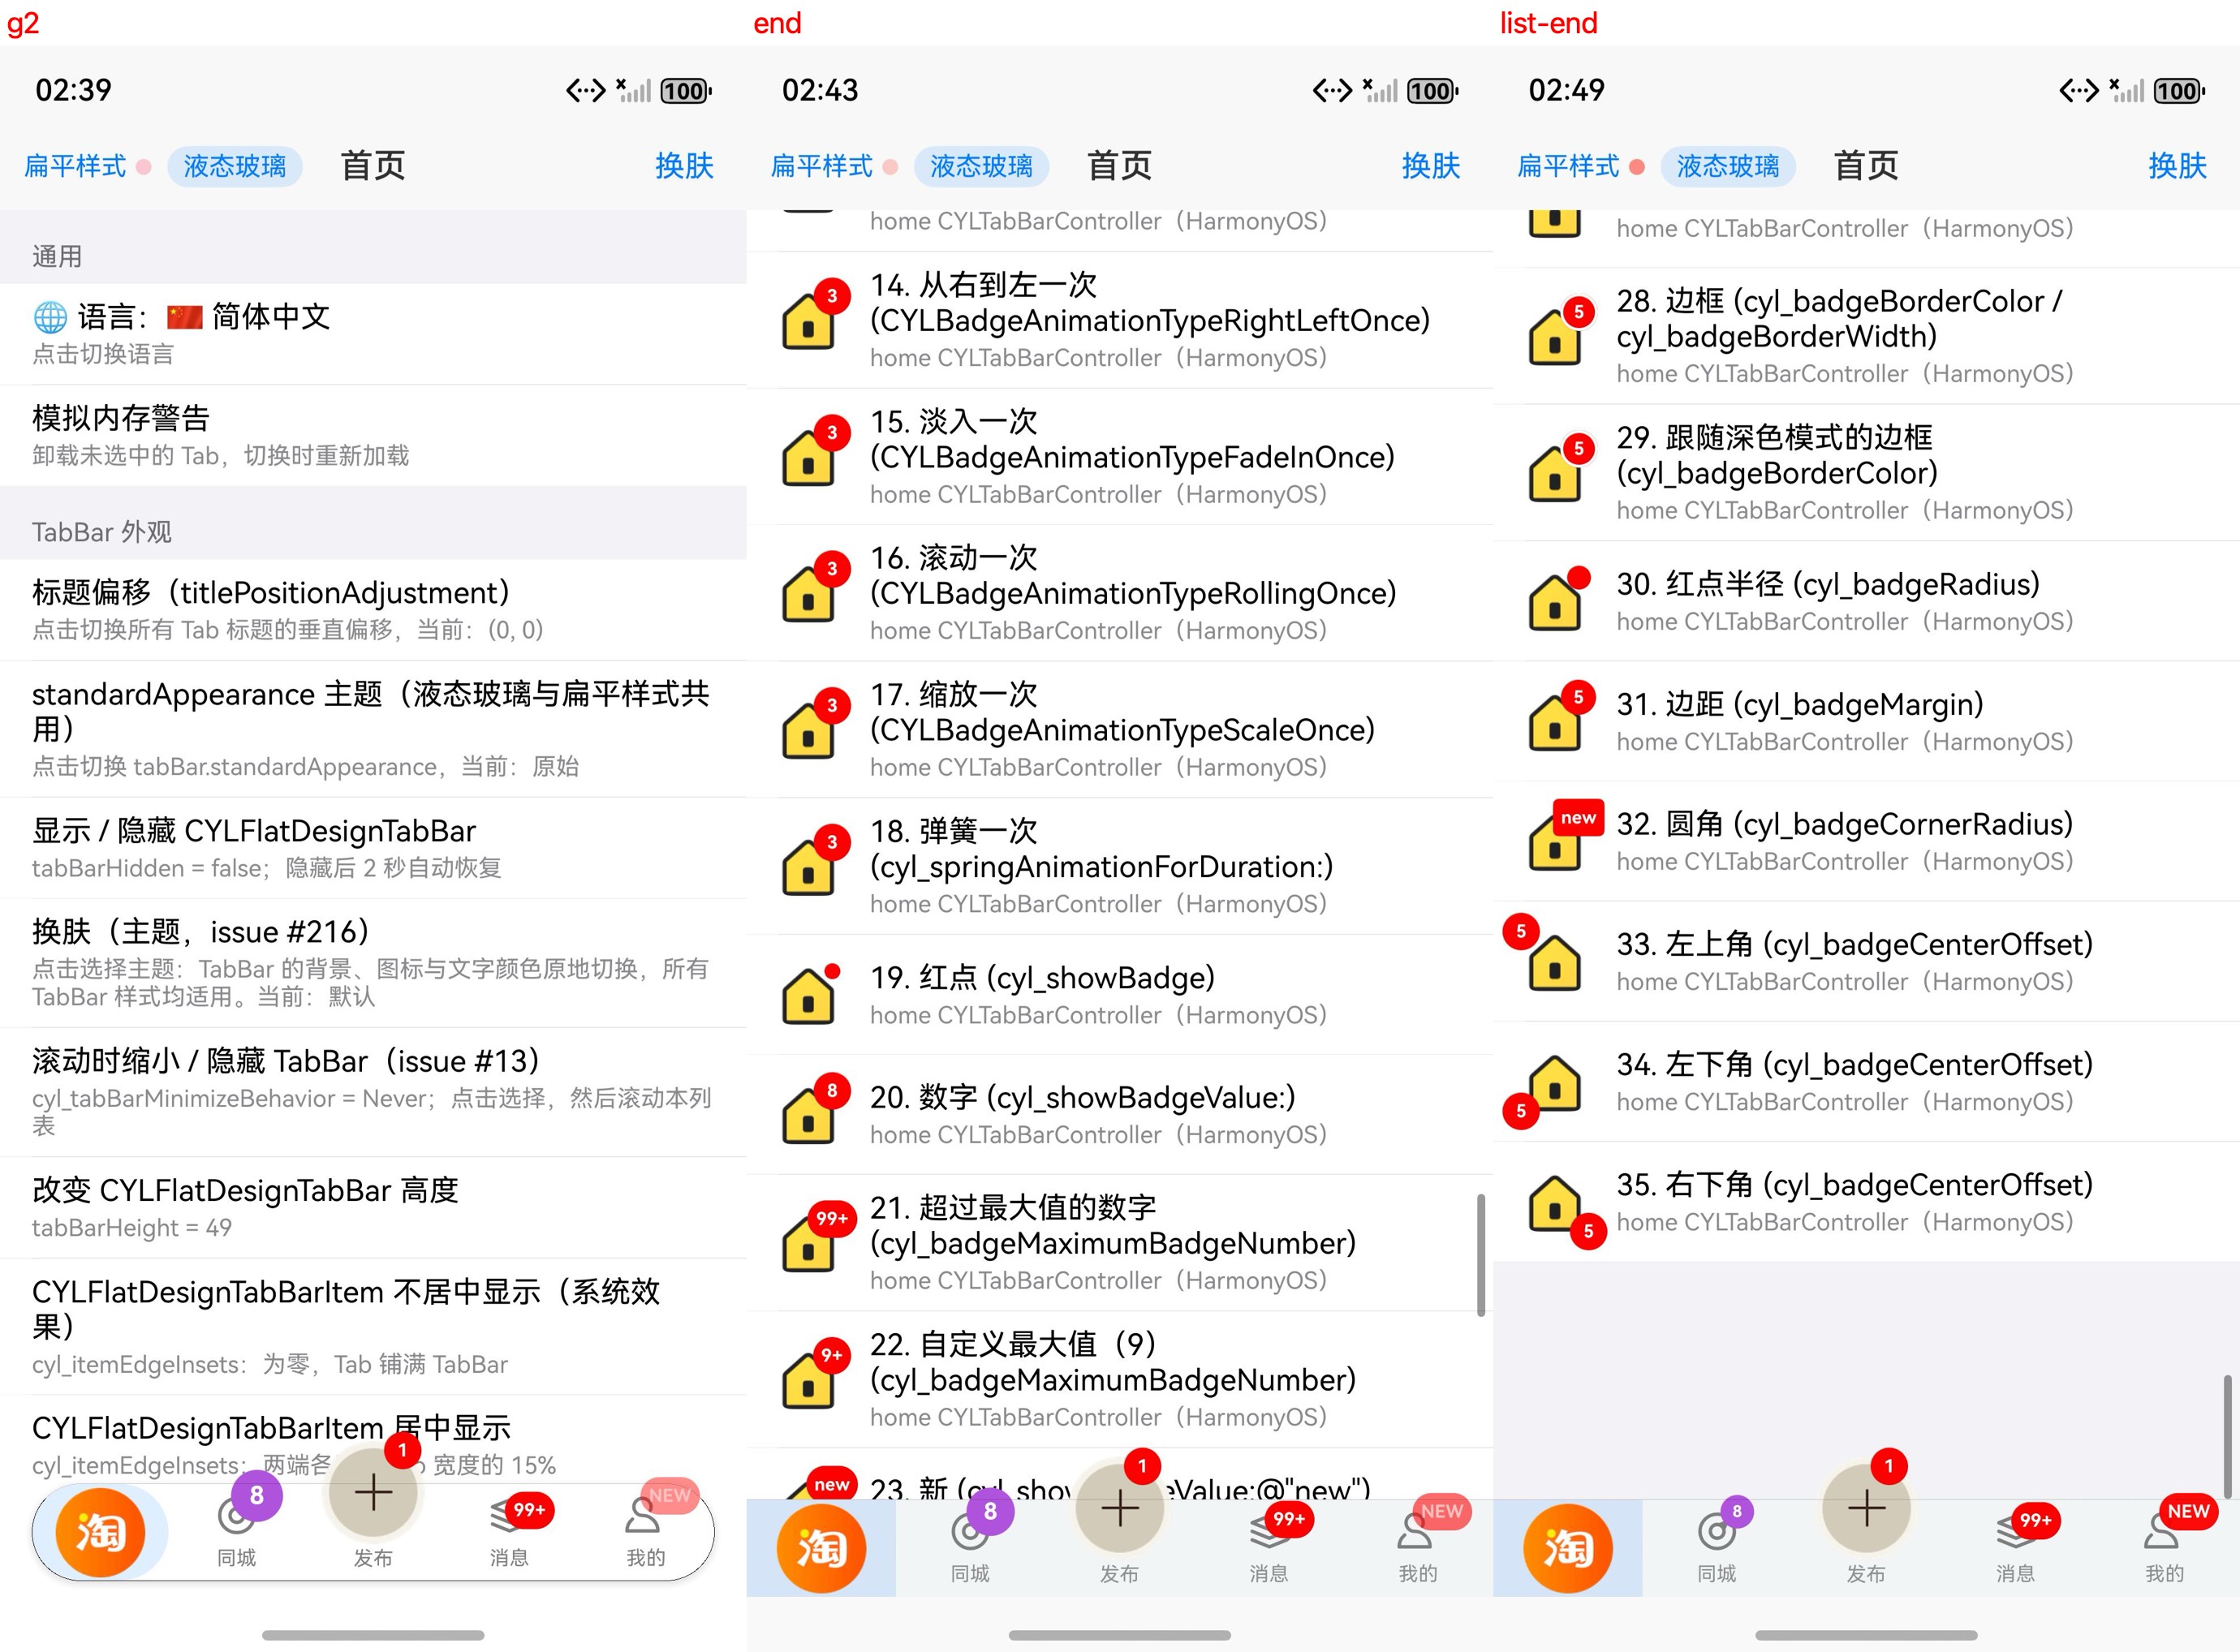 g2
02:39
100
扁平样式
液态玻璃
首页
换肤
通用
语言： 简体中文
点击切换语言
模拟内存警告
卸载未选中的 Tab，切换时重新加载
TabBar 外观
标题偏移（titlePositionAdjustment）
点击切换所有 Tab 标题的垂直偏移，当前：(0, 0)
standardAppearance 主题（液态玻璃与扁平样式共
用）
点击切换 tabBar.standardAppearance，当前：原始
显示 / 隐藏 CYLFlatDesignTabBar
tabBarHidden = false；隐藏后 2 秒自动恢复
换肤（主题，issue #216）
点击选择主题：TabBar 的背景、图标与文字颜色原地切换，所有
TabBar 样式均适用。当前：默认
滚动时缩小 / 隐藏 TabBar（issue #13）
cyl_tabBarMinimizeBehavior = Never；点击选择，然后滚动本列
表
改变 CYLFlatDesignTabBar 高度
tabBarHeight = 49
CYLFlatDesignTabBarItem 不居中显示（系统效
果）
cyl_itemEdgeInsets：为零，Tab 铺满 TabBar
CYLFlatDesignTabBarItem 居中显示
cyl_itemEdgeInsets：两端各 宽度的 15%
淘
8
同城
1
发布
99+
消息
NEW
我的
end
02:43
100
扁平样式
液态玻璃
首页
换肤
home CYLTabBarController（HarmonyOS）
3
14. 从右到左一次
(CYLBadgeAnimationTypeRightLeftOnce)
home CYLTabBarController（HarmonyOS）
3
15. 淡入一次
(CYLBadgeAnimationTypeFadeInOnce)
home CYLTabBarController（HarmonyOS）
3
16. 滚动一次
(CYLBadgeAnimationTypeRollingOnce)
home CYLTabBarController（HarmonyOS）
3
17. 缩放一次
(CYLBadgeAnimationTypeScaleOnce)
home CYLTabBarController（HarmonyOS）
3
18. 弹簧一次
(cyl_springAnimationForDuration:)
home CYLTabBarController（HarmonyOS）
19. 红点 (cyl_showBadge)
home CYLTabBarController（HarmonyOS）
8
20. 数字 (cyl_showBadgeValue:)
home CYLTabBarController（HarmonyOS）
99+
21. 超过最大值的数字
(cyl_badgeMaximumBadgeNumber)
home CYLTabBarController（HarmonyOS）
9+
22. 自定义最大值（9）
(cyl_badgeMaximumBadgeNumber)
home CYLTabBarController（HarmonyOS）
new
23. 新 (cyl_sho eValue:@"new")
淘
8
同城
1
发布
99+
消息
NEW
我的
list-end
02:49
100
扁平样式
液态玻璃
首页
换肤
home CYLTabBarController（HarmonyOS）
5
28. 边框 (cyl_badgeBorderColor /
cyl_badgeBorderWidth)
home CYLTabBarController（HarmonyOS）
5
29. 跟随深色模式的边框
(cyl_badgeBorderColor)
home CYLTabBarController（HarmonyOS）
30. 红点半径 (cyl_badgeRadius)
home CYLTabBarController（HarmonyOS）
5
31. 边距 (cyl_badgeMargin)
home CYLTabBarController（HarmonyOS）
new
32. 圆角 (cyl_badgeCornerRadius)
home CYLTabBarController（HarmonyOS）
5
33. 左上角 (cyl_badgeCenterOffset)
home CYLTabBarController（HarmonyOS）
34. 左下角 (cyl_badgeCenterOffset)
5
home CYLTabBarController（HarmonyOS）
35. 右下角 (cyl_badgeCenterOffset)
5
home CYLTabBarController（HarmonyOS）
淘
8
同城
1
发布
99+
消息
NEW
我的